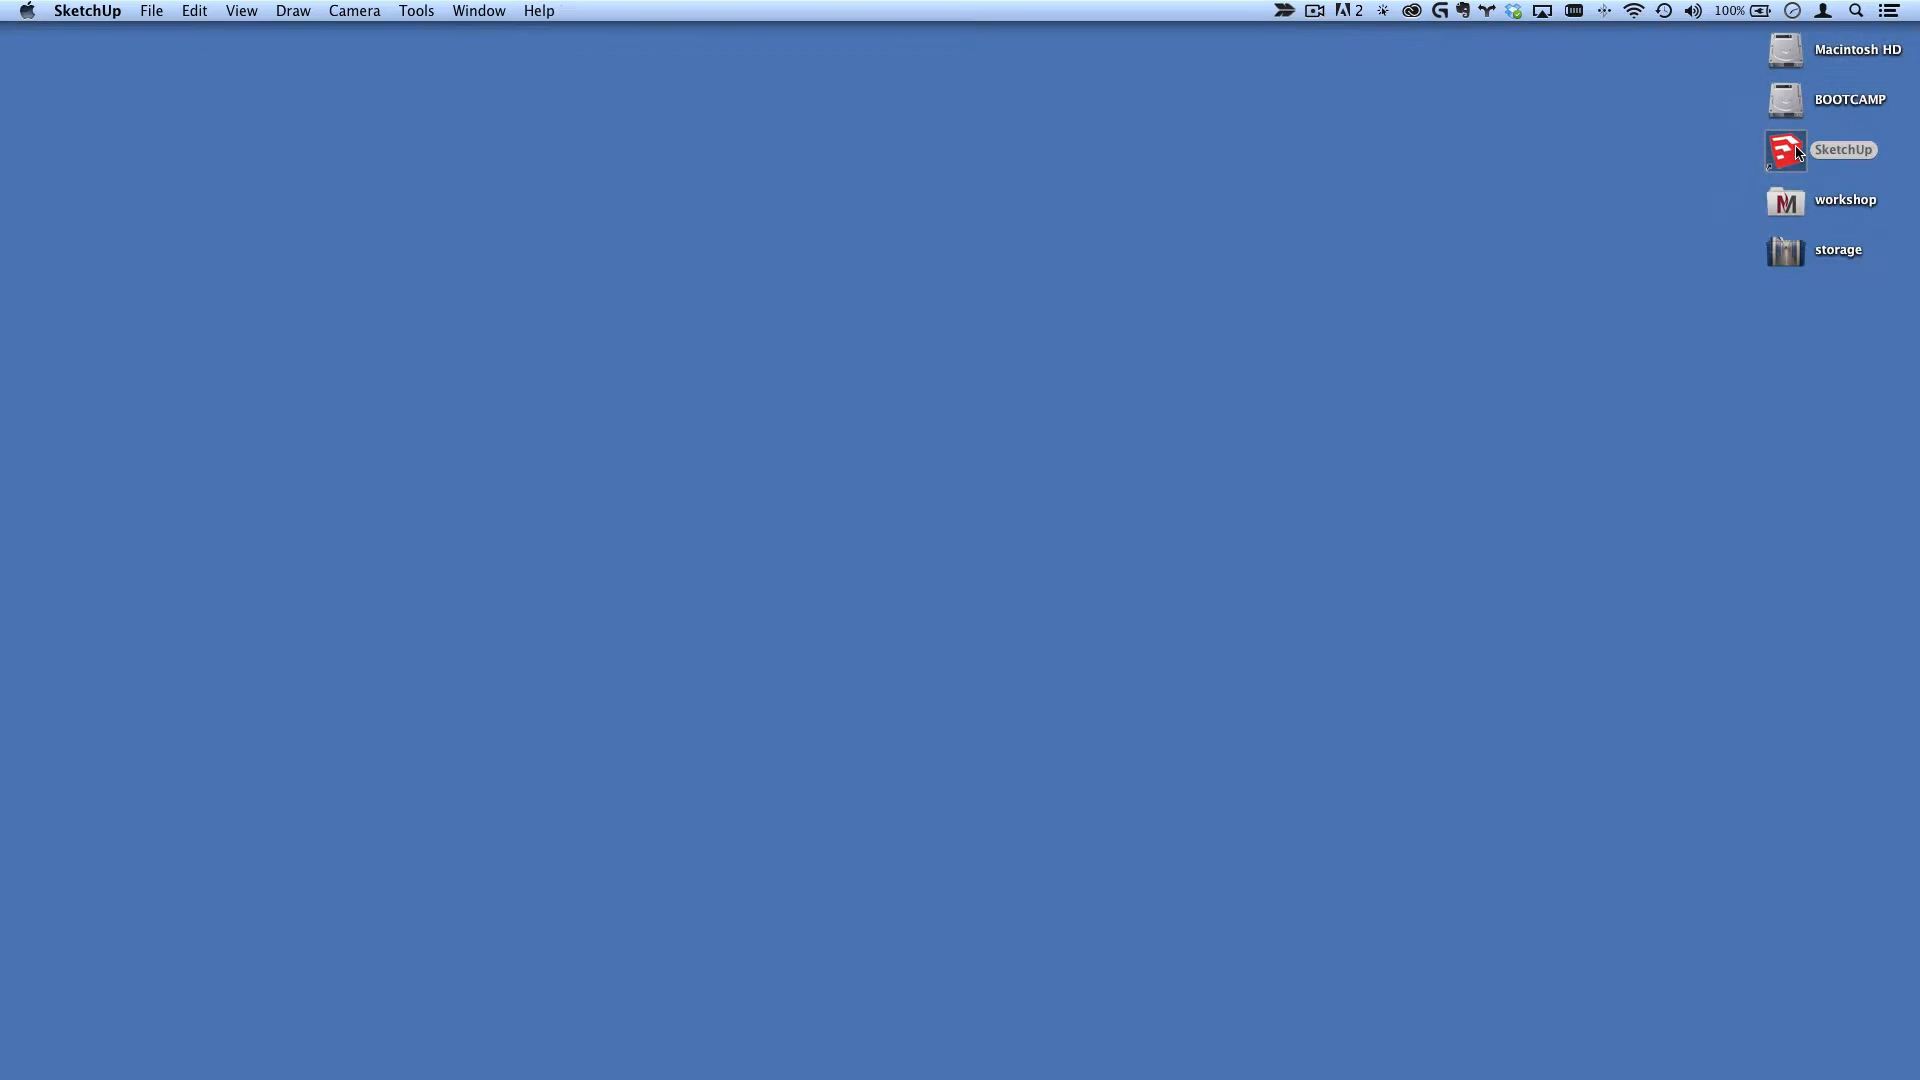 SketchUp File Edit View Draw Camera Tools Window Help 2 100%
Macintosh HD
BOOTCAMP
SketchUp
workshop
storage